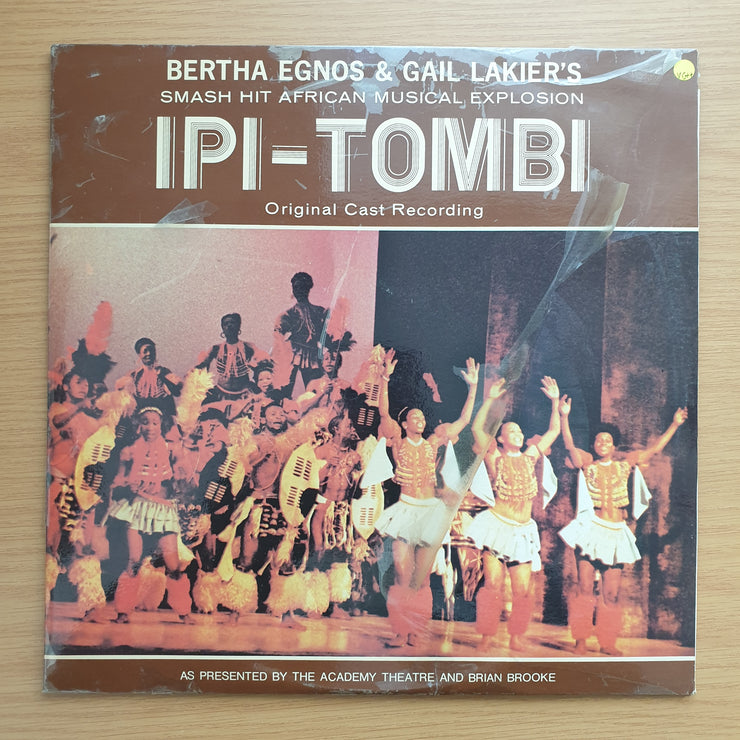 BERTHA EGNOS & GAIL LAKIER'S
SMASH HIT AFRICAN MUSICAL EXPLOSION
IPI-TOMBI
Original Cast Recording
AS PRESENTED BY THE ACADEMY THEATRE AND BRIAN BROOKE